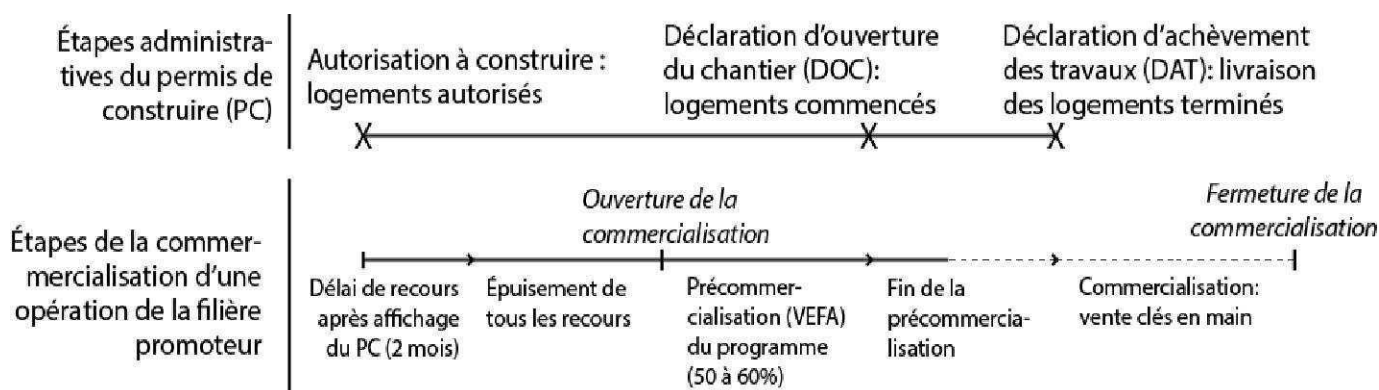 Étapes administra-
tives du permis de
construire (PC)
Autorisation à construire :
logements autorisés
Déclaration d'ouverture
du chantier (DOC):
logements commencés
Déclaration d'achèvement
des travaux (DAT): livraison
des logements terminés
Étapes de la commer-
mercialisation d'une
opération de la filière
promoteur
Ouverture de la
commercialisation
Fermeture de la
commercialisation
Délai de recours
après affichage
du PC (2 mois)
Épuisement de
tous les recours
Précommer-
cialisation (VEFA)
du programme
(50 à 60%)
Fin de la
précommercia-
lisation
Commercialisation:
vente clés en main